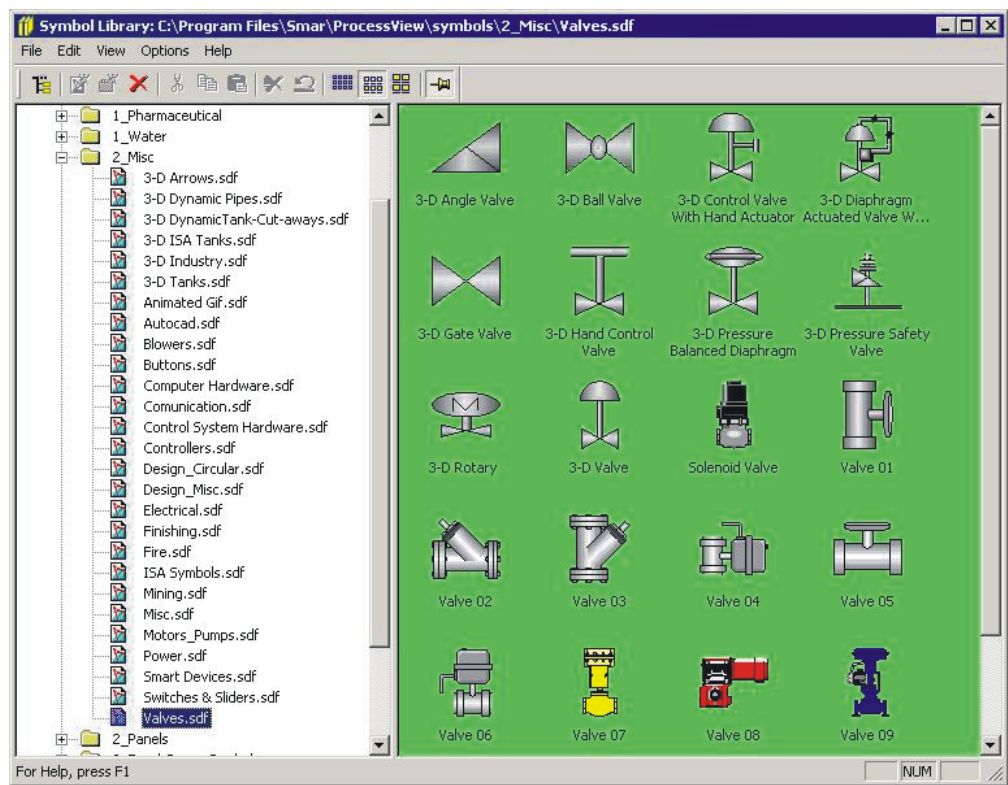 Symbol Library: C:\Program Files\Smar\ProcessView\symbols\2_Misc\Valves.sdf
File Edit View Options Help
1_Pharmaceutical
1_Water
2_Misc
3-D Arrows.sdf
3-D Dynamic Pipes.sdf
3-D DynamicTank-Cut-aways.sdf
3-D ISA Tanks.sdf
3-D Industry.sdf
3-D Tanks.sdf
Animated Gif.sdf
Autocad.sdf
Blowers.sdf
Buttons.sdf
Computer Hardware.sdf
Comunication.sdf
Control System Hardware.sdf
Controllers.sdf
Design_Circular.sdf
Design_Misc.sdf
Electrical.sdf
Finishing.sdf
Fire.sdf
ISA Symbols.sdf
Mining.sdf
Misc.sdf
Motors_Pumps.sdf
Power.sdf
Smart Devices.sdf
Switches & Sliders.sdf
Valves.sdf
2_Panels
3-D Angle Valve
3-D Ball Valve
3-D Control Valve
With Hand Actuator
3-D Diaphragm
Actuated Valve W...
3-D Gate Valve
3-D Hand Control
Valve
3-D Pressure
Balanced Diaphragm
3-D Pressure Safety
Valve
M
3-D Rotary
3-D Valve
Solenoid Valve
Valve 01
Valve 02
Valve 03
Valve 04
Valve 05
Valve 06
Valve 07
Valve 08
Valve 09
For Help, press F1
NUM